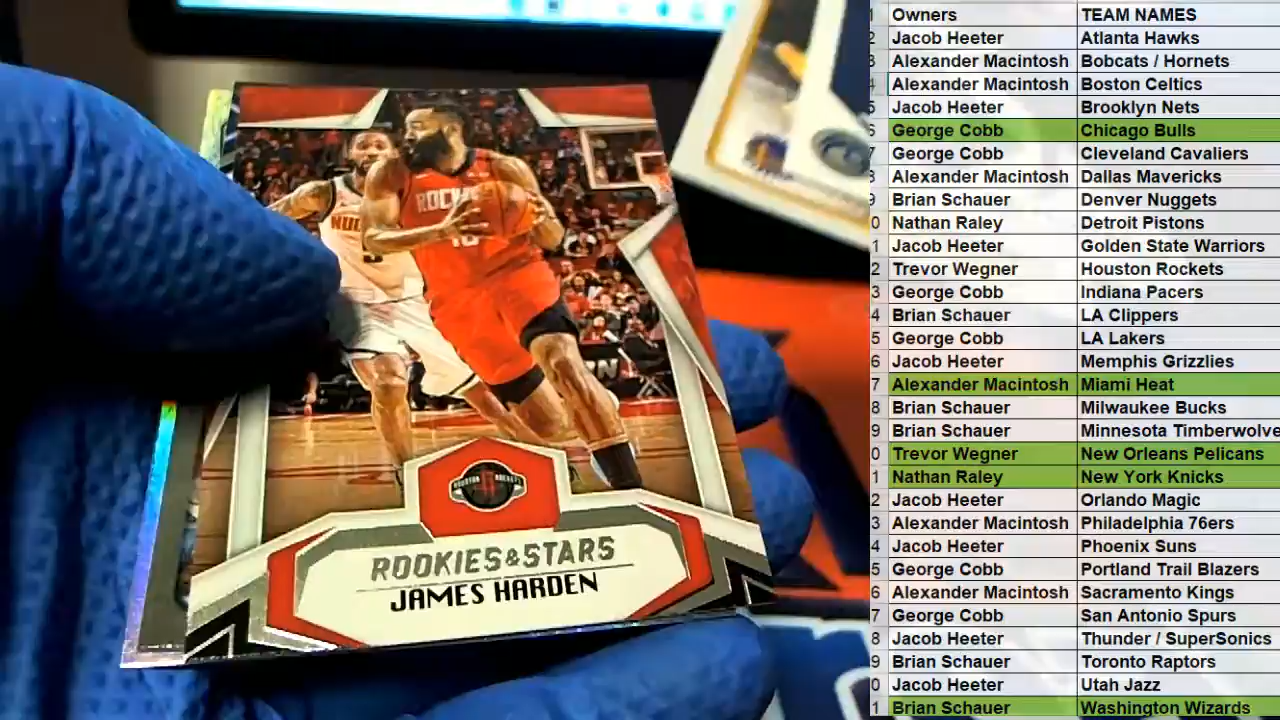 ROCK
NUG
ROOKIES&STARS
JAMES HARDEN
Owners TEAM NAMES
Jacob Heeter Atlanta Hawks
Alexander Macintosh Bobcats / Hornets
Alexander Macintosh Boston Celtics
Jacob Heeter Brooklyn Nets
George Cobb Chicago Bulls
George Cobb Cleveland Cavaliers
Alexander Macintosh Dallas Mavericks
Brian Schauer Denver Nuggets
Nathan Raley Detroit Pistons
Jacob Heeter Golden State Warriors
Trevor Wegner Houston Rockets
George Cobb Indiana Pacers
Brian Schauer LA Clippers
George Cobb LA Lakers
Jacob Heeter Memphis Grizzlies
Alexander Macintosh Miami Heat
Brian Schauer Milwaukee Bucks
Brian Schauer Minnesota Timberwolve
Trevor Wegner New Orleans Pelicans
Nathan Raley New York Knicks
Jacob Heeter Orlando Magic
Alexander Macintosh Philadelphia 76ers
Jacob Heeter Phoenix Suns
George Cobb Portland Trail Blazers
Alexander Macintosh Sacramento Kings
George Cobb San Antonio Spurs
Jacob Heeter Thunder / SuperSonics
Brian Schauer Toronto Raptors
Jacob Heeter Utah Jazz
Brian Schauer Washington Wizards